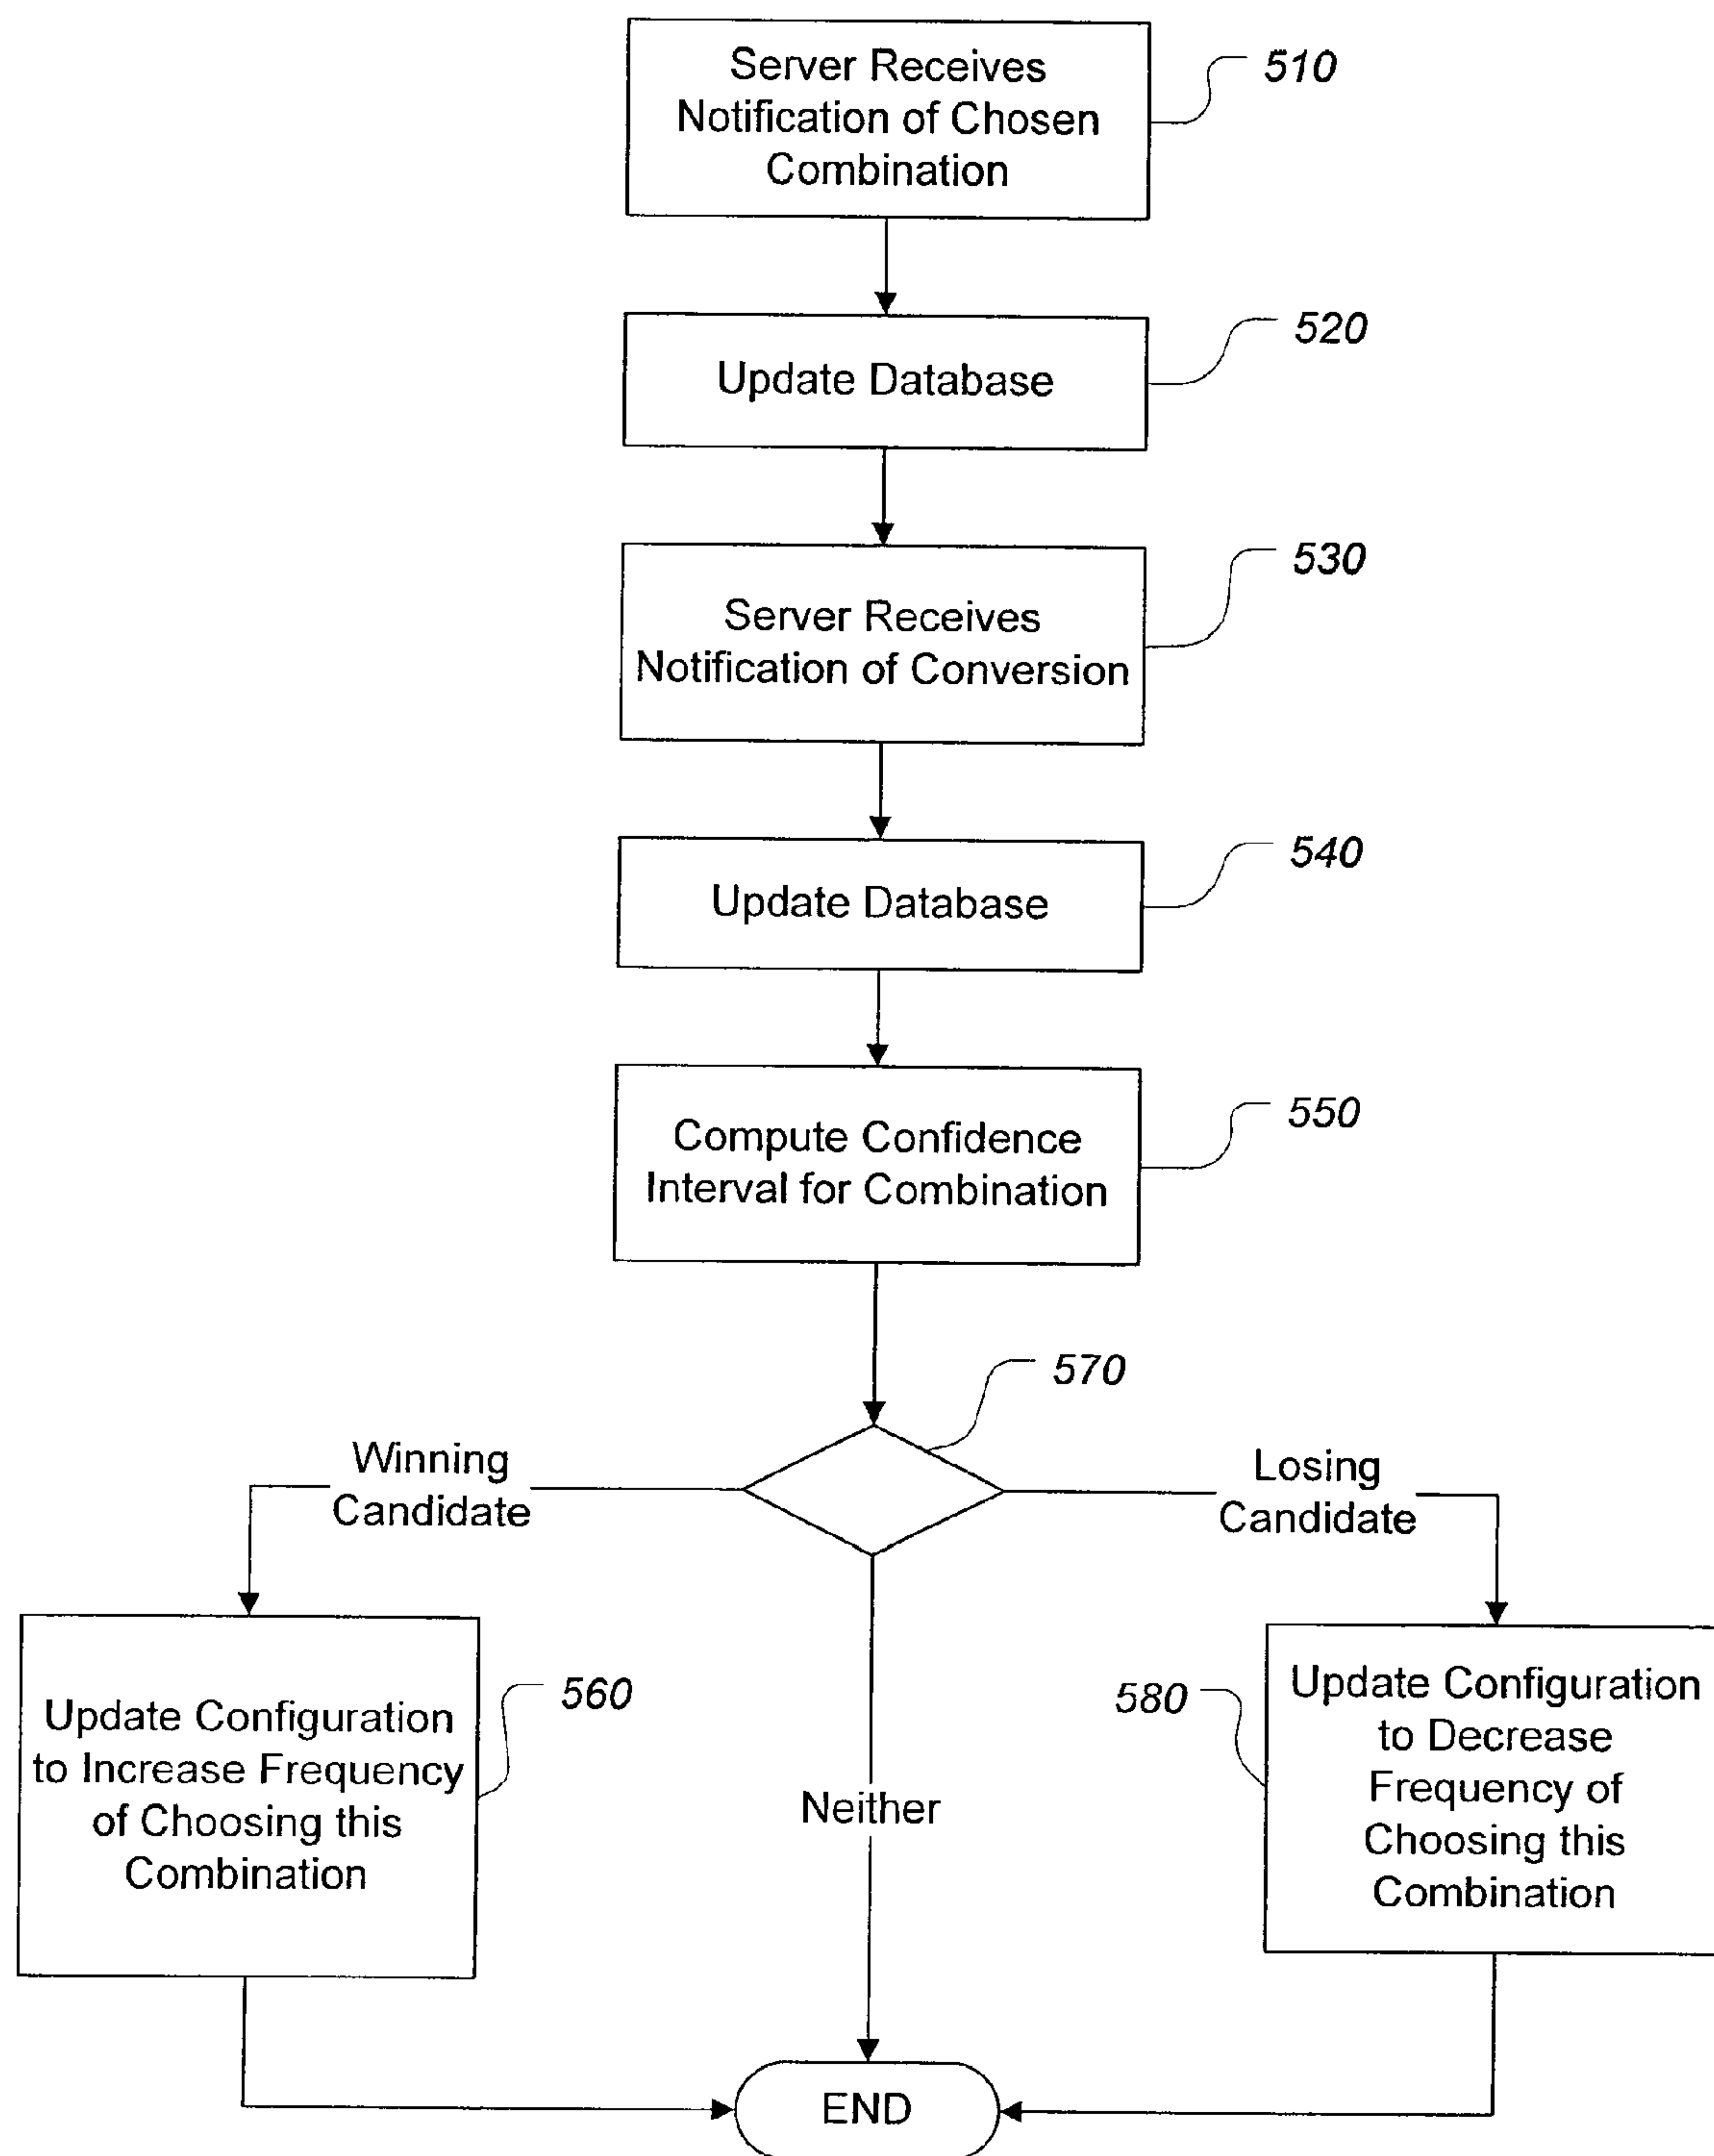 Server Receives
Notification of Chosen
Combination
510
Update Database
520
Server Receives
Notification of Conversion
530
Update Database
540
Compute Confidence
Interval for Combination
550
570
Winning
Candidate
Losing
Candidate
Neither
Update Configuration
to Increase Frequency
of Choosing this
Combination
560
580
Update Configuration
to Decrease
Frequency of
Choosing this
Combination
END